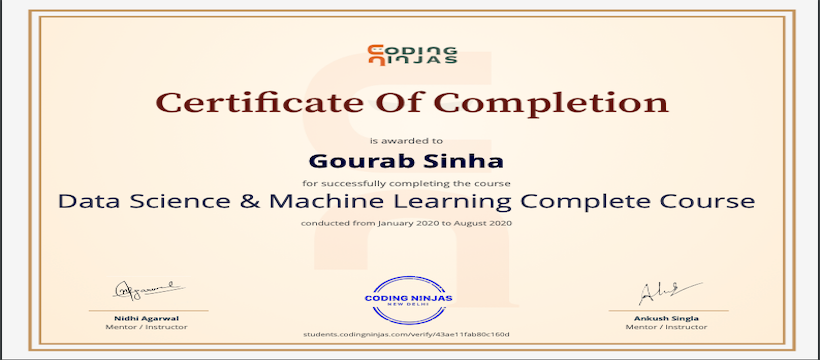 CODING
NINJAS
Certificate Of Completion
is awarded to
Gourab Sinha
for successfully completing the course
Data Science & Machine Learning Complete Course
conducted from January 2020 to August 2020
Nidhi Agarwal
Mentor / Instructor
CODING NINJAS
NEW DELHI
Ankush Singla
Mentor / Instructor
students.codingninjas.com/verify/43ae11fab80c160d